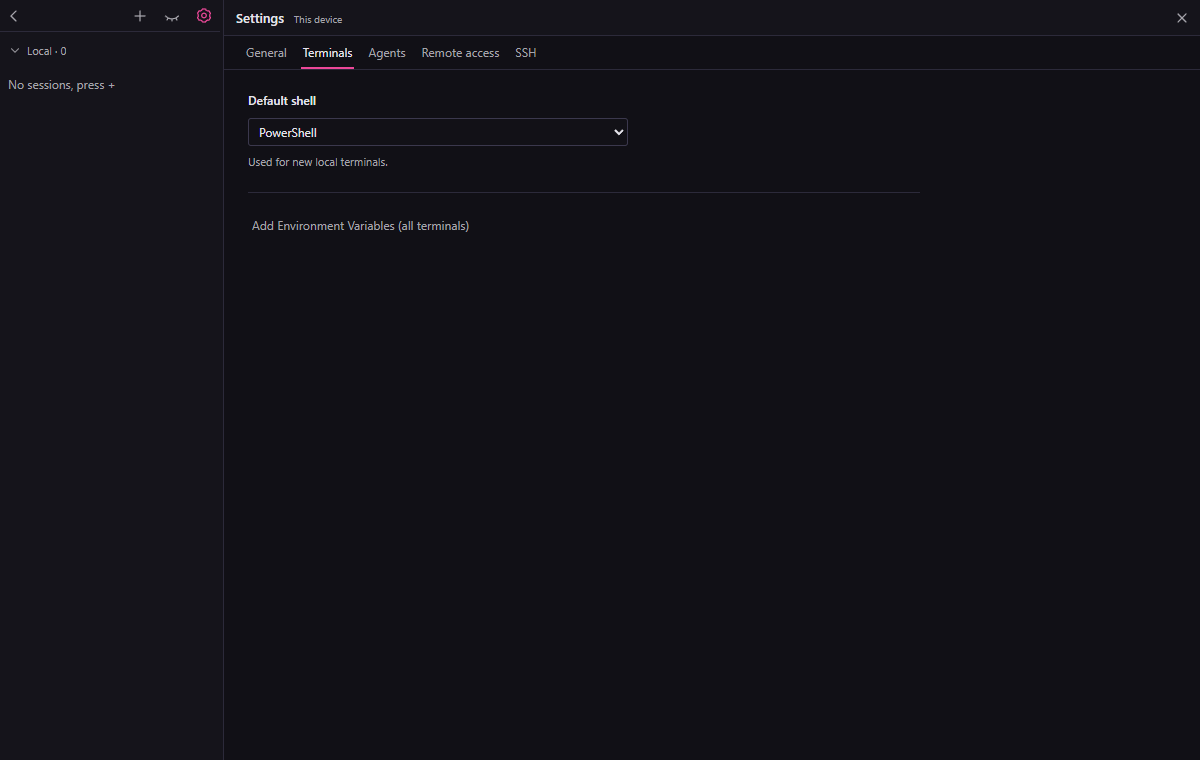 Settings This device
Local · 0
General Terminals Agents Remote access SSH
No sessions, press +
Default shell
PowerShell
Used for new local terminals.
Add Environment Variables (all terminals)